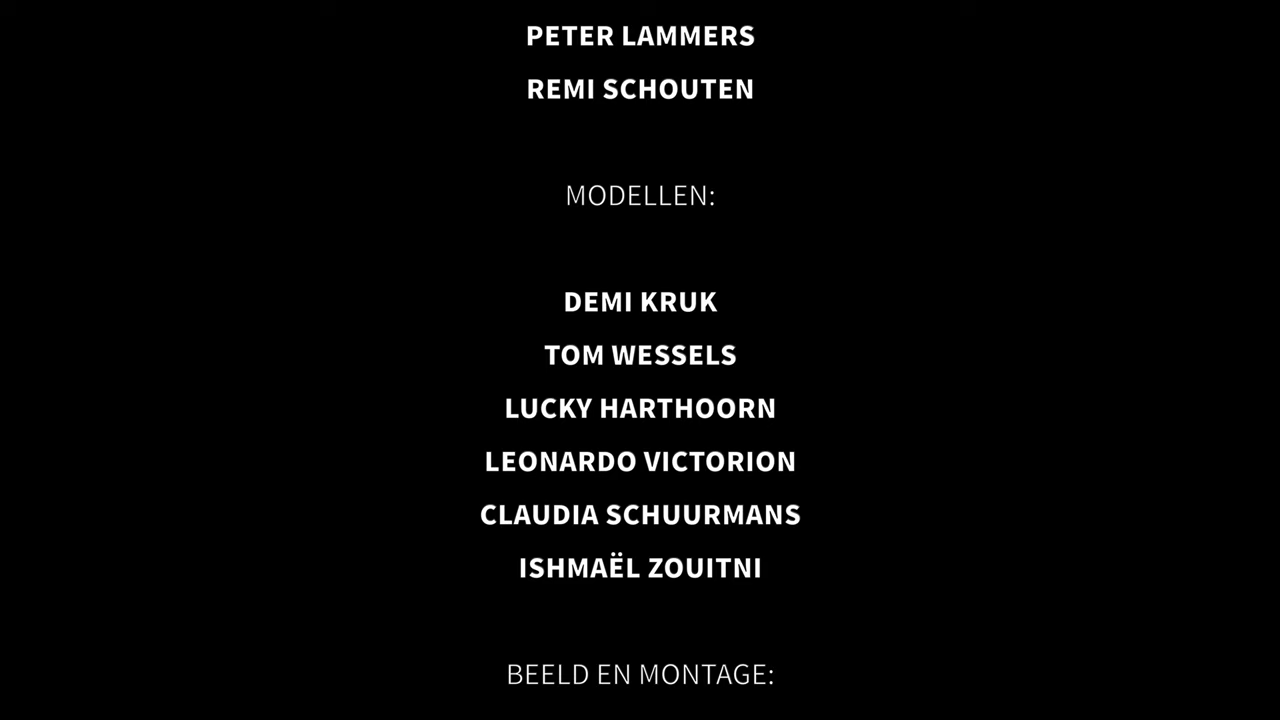 PETER LAMMERS
REMI SCHOUTEN
MODELLEN:
DEMI KRUK
TOM WESSELS
LUCKY HARTHOORN
LEONARDO VICTORION
CLAUDIA SCHUURMANS
ISHMAËL ZOUITNI
BEELD EN MONTAGE: